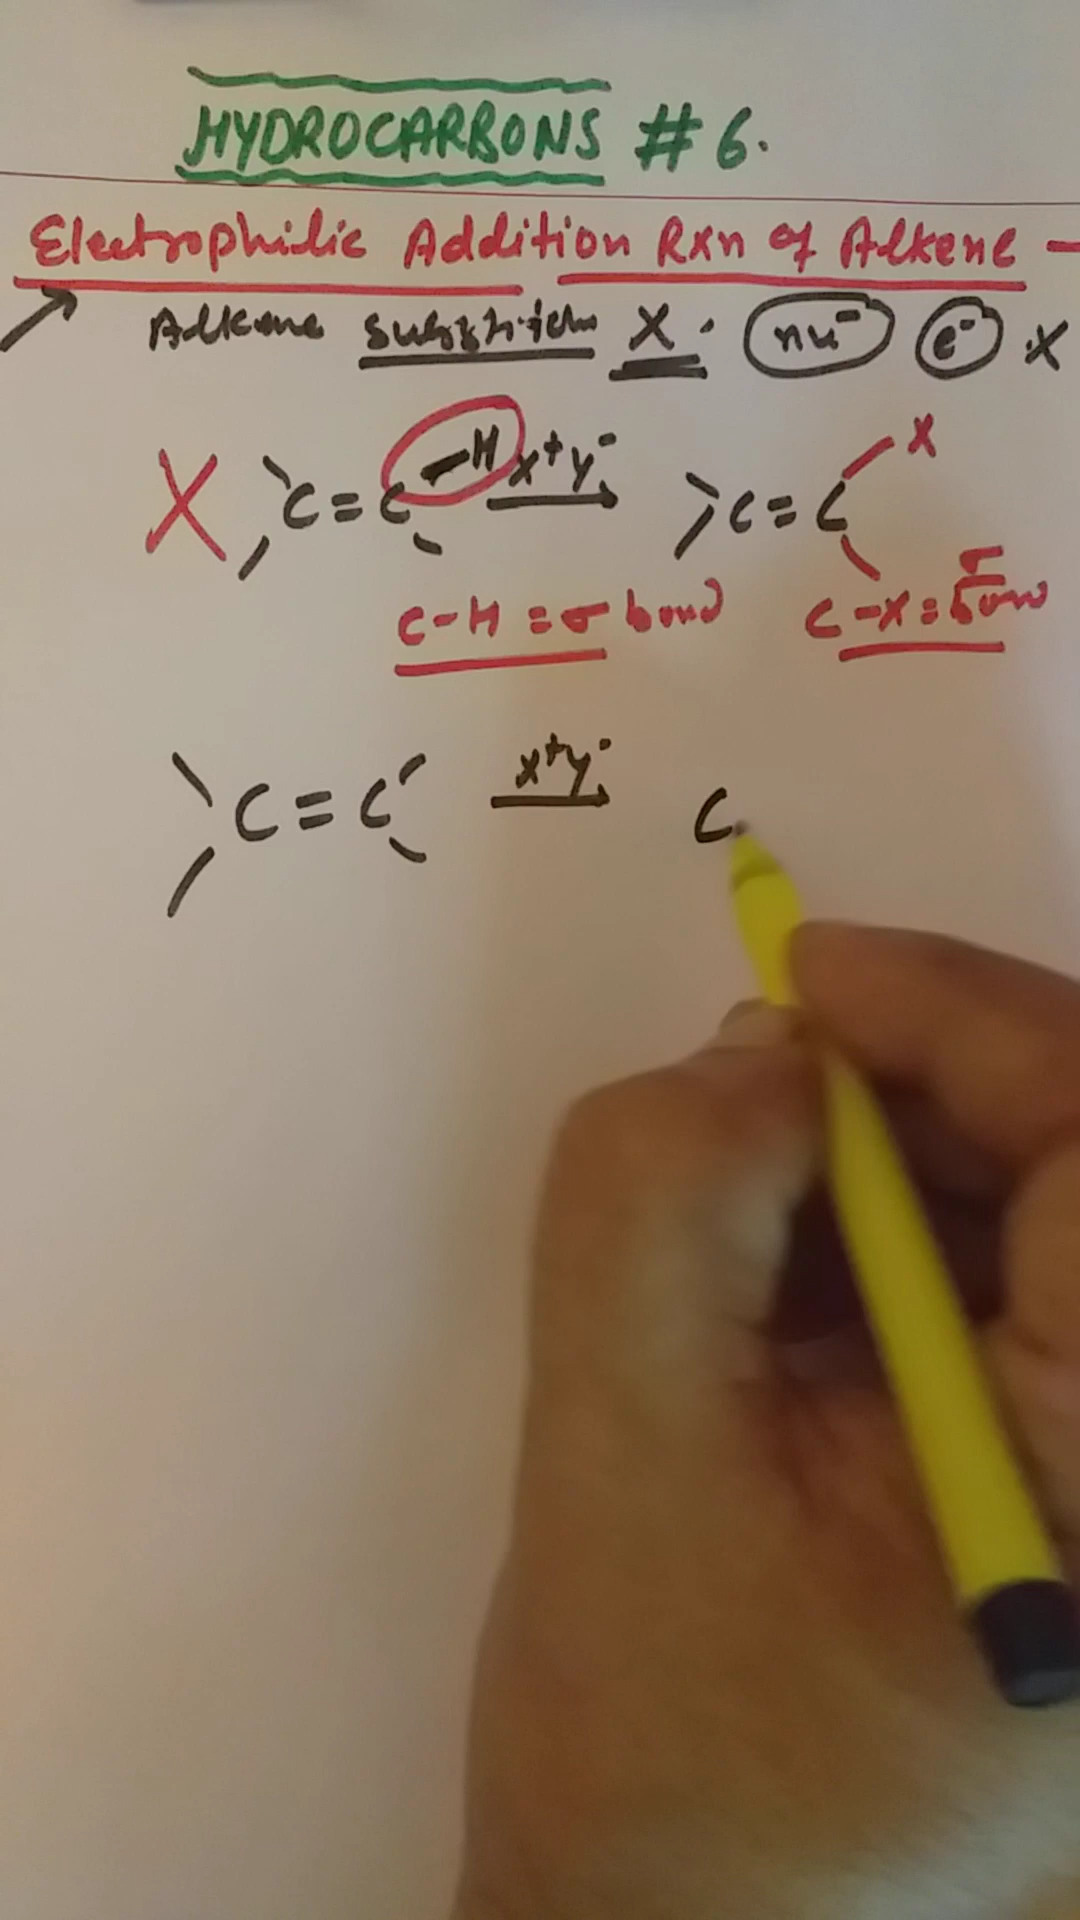 HYDROCARBONS # 6.
Electrophilic Addition Rxn of Alkene -
Alkene substitution X. nu⁻ e⁻ .X
X C=C-H X⁺Y⁻ C=C X
C-H = σ bond C-X = σ bond
C=C X⁺Y⁻ C